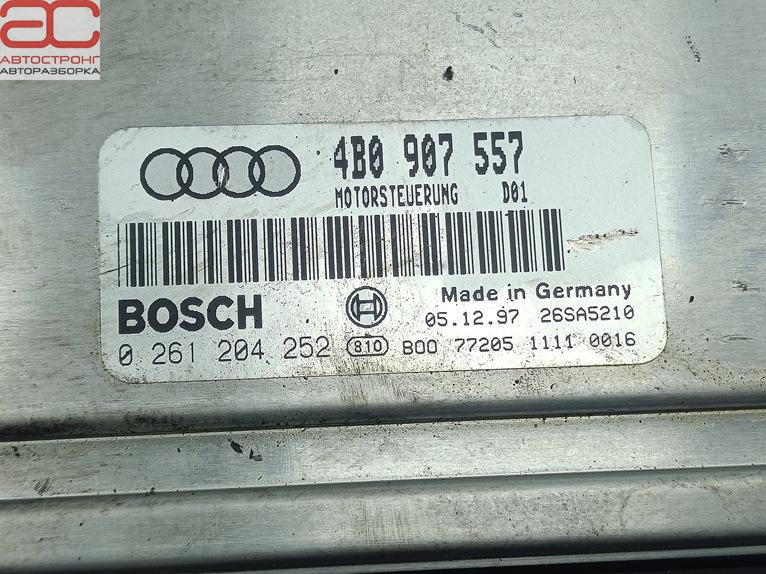 АС
АВТОСТРОНГ
АВТОРАЗБОРКА
4B0 907 557
MOTORSTEUERUNG D01
BOSCH
Made in Germany
05.12.97 26SA5210
0 261 204 252 810 B00 77205 1111 0016